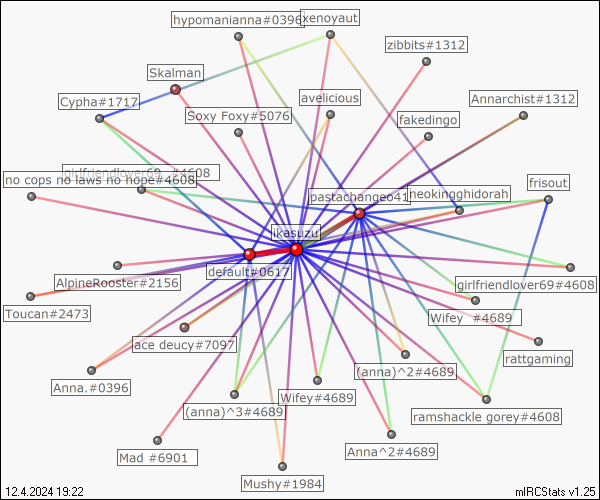 hypomanianna#0396
xenoyaut
zibbits#1312
Skalman
Cypha#1717
avelicious
Annarchist#1312
Soxy Foxy#5076
fakedingo
girlfriendlover69_ #4608
no cops no laws no hope#4608
pastachangeo41
neokingghidorah
frisout
ikasuzu
default#0617
AlpineRooster#2156
girlfriendlover69#4608
Toucan#2473
Wifey_ #4689
ace deucy#7097
rattgaming
Anna.#0396
(anna)^2#4689
(anna)^3#4689
Wifey#4689
ramshackle gorey#4608
Mad #6901
Anna^2#4689
Mushy#1984
12.4.2024 19:22
mIRCStats v1.25